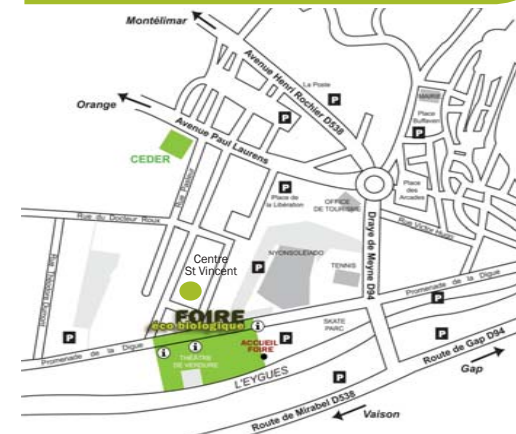 Montélimar
Avenue Henri Rochier D538
La Poste
P
MAIRIE
Place
Buffaven
P
P
P
Orange
Avenue Paul Laurens
CEDER
Rue Pasteur
P
Place de
la Libération
OFFICE
DE TOURISME
Place
des
Arcades
Rue Victor Hugo
Draye de Meyne D94
Rue du Docteur Roux
Centre
St Vincent
NYONSOLEÏADO
TENNIS
P
Promenade de la Digue
P
FOIRE
éco-biologique
i
SKATE
PARC
P
ACCUEIL
FOIRE
P
P
Promenade de la Digue
i
i
THÉÂTRE
DE VERDURE
L'EYGUES
P
Route de Gap D94
Gap
Route de Mirabel D538
Vaison